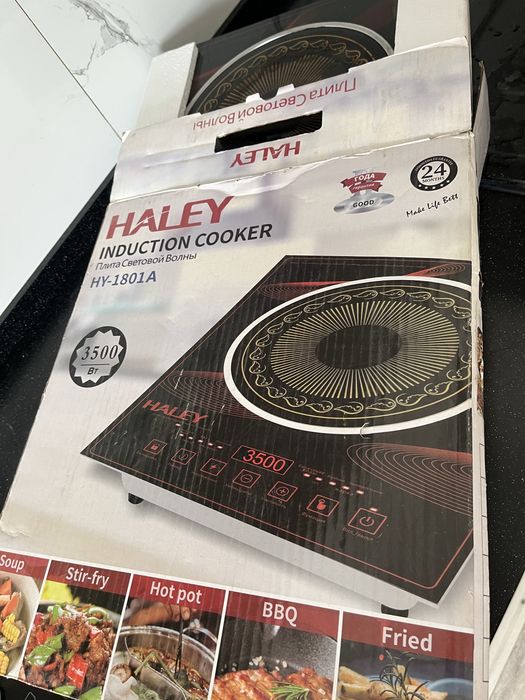 Плита Световой Волны
HALEY
ГОДА
GOOD
24
MONTHS
Make Life Bett
HALEY
INDUCTION COOKER
Плита Световой Волны
HY-1801A
3500
Вт
HALEY
3500
Soup
Stir-fry
Hot pot
BBQ
Fried